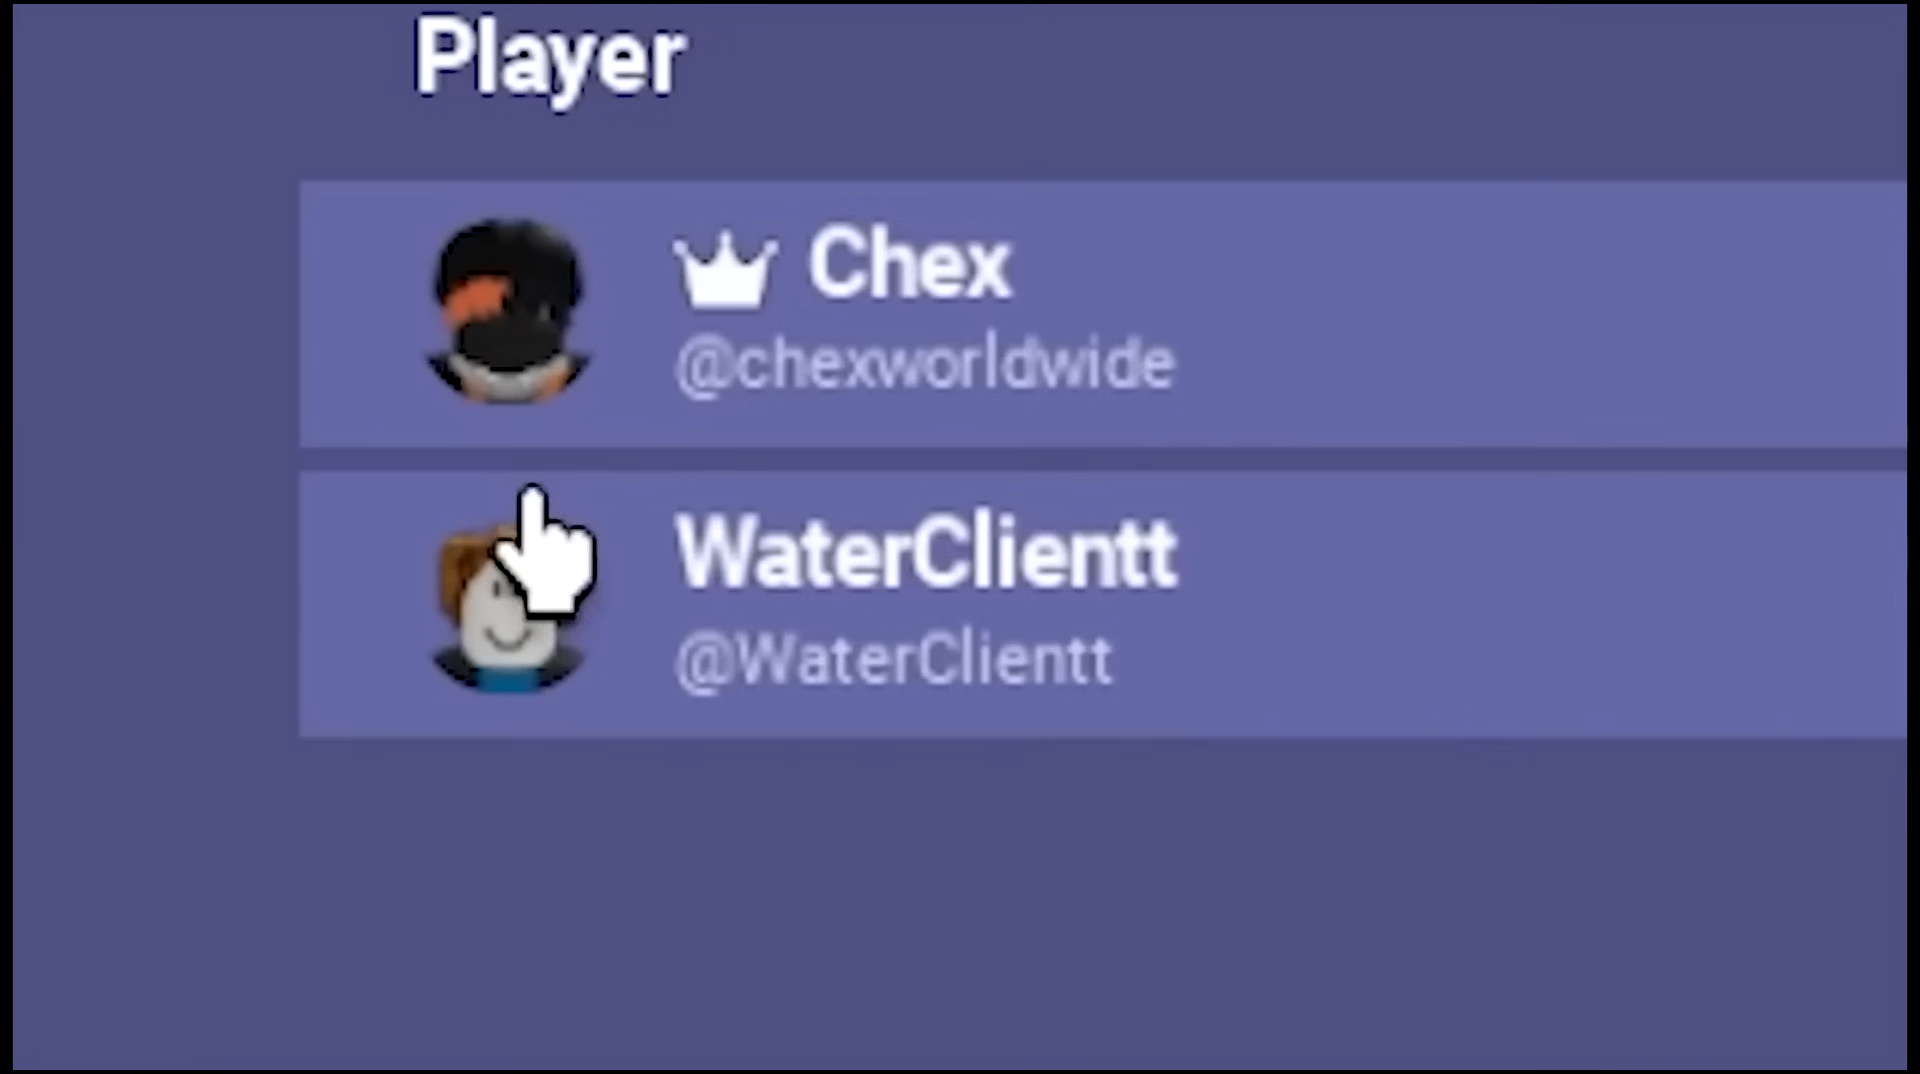 Player
Chex
@chexworldwide
WaterClientt
@WaterClientt